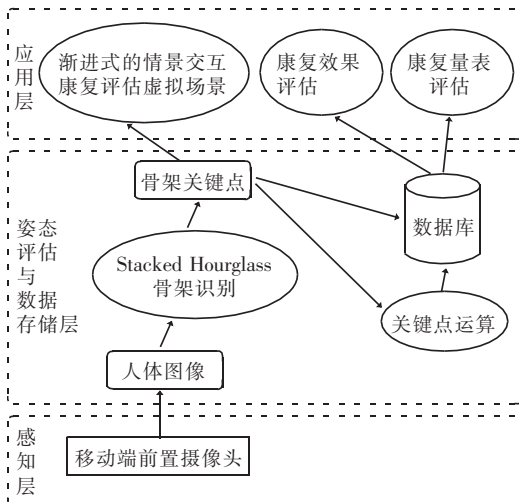 应
用
层
渐进式的情景交互
康复评估虚拟场景
康复效果
评估
康复量表
评估
姿态
评估
与
数据
存储层
骨架关键点
数据库
Stacked Hourglass
骨架识别
关键点运算
人体图像
感
知
层
移动端前置摄像头